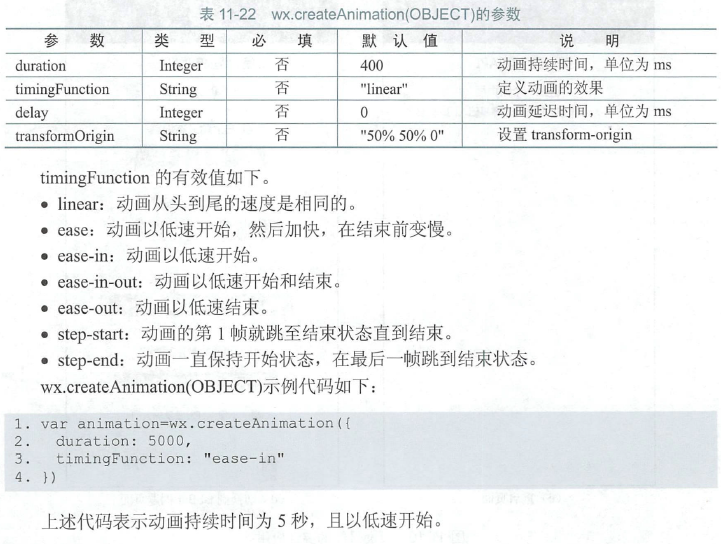 表 11-22 wx.createAnimation(OBJECT)的参数
参 数 类 型 必 填 默 认 值 说 明
duration Integer 否 400 动画持续时间，单位为 ms
timingFunction String 否 "linear" 定义动画的效果
delay Integer 否 0 动画延迟时间，单位为 ms
transformOrigin String 否 "50% 50% 0" 设置 transform-origin
timingFunction 的有效值如下。
● linear：动画从头到尾的速度是相同的。
● ease：动画以低速开始，然后加快，在结束前变慢。
● ease-in：动画以低速开始。
● ease-in-out：动画以低速开始和结束。
● ease-out：动画以低速结束。
● step-start：动画的第 1 帧就跳至结束状态直到结束。
● step-end：动画一直保持开始状态，在最后一帧跳到结束状态。
wx.createAnimation(OBJECT)示例代码如下：
1. var animation=wx.createAnimation({
2. duration: 5000,
3. timingFunction: "ease-in"
4. })
上述代码表示动画持续时间为 5 秒，且以低速开始。